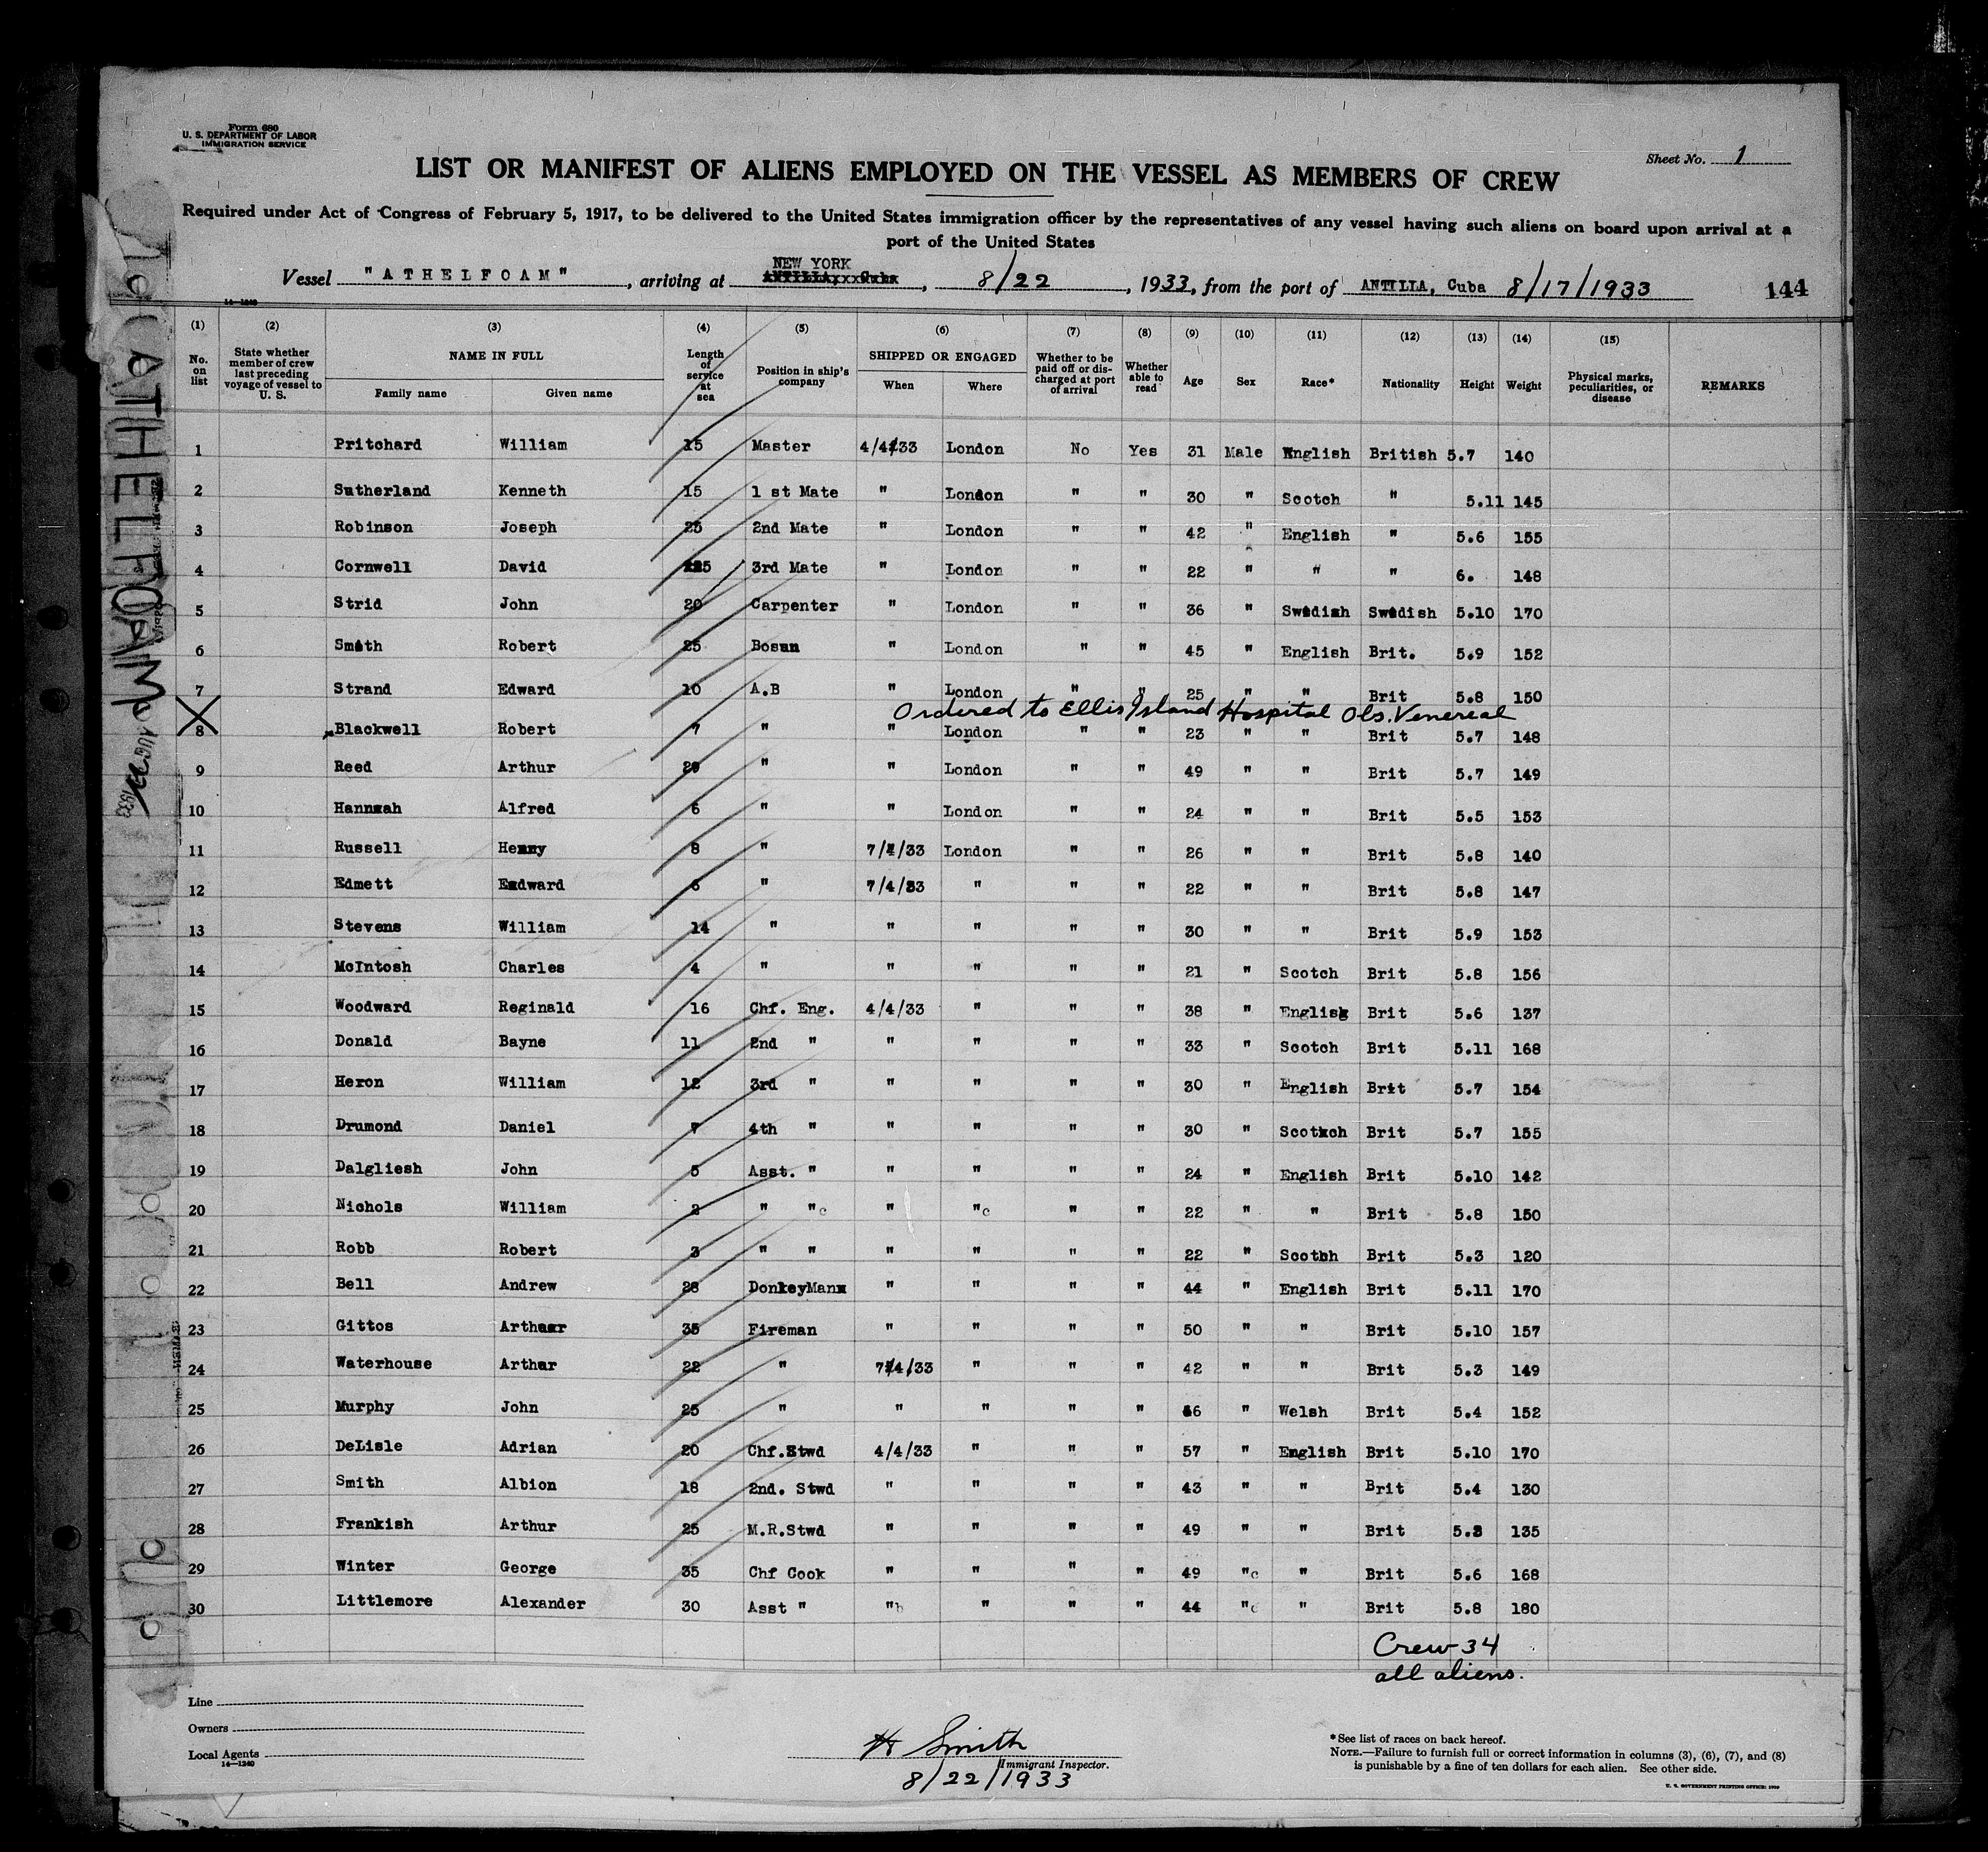 Form 680
U. S. DEPARTMENT OF LABOR
IMMIGRATION SERVICE
Sheet No. 1
LIST OR MANIFEST OF ALIENS EMPLOYED ON THE VESSEL AS MEMBERS OF CREW
Required under Act of Congress of February 5, 1917, to be delivered to the United States immigration officer by the representatives of any vessel having such aliens on board upon arrival at a
port of the United States
NEW YORK
Vessel "ATHELFOAM", arriving at ANTILLA,xxxCuba, 8/22, 1933, from the port of ANTILLA, Cuba 8/17/1933 144
14—1240
(1) (2) (3) (4) (5) (6) (7) (8) (9) (10) (11) (12) (13) (14) (15)
No. on list State whether member of crew last preceding voyage of vessel to U. S. NAME IN FULL Family name Given name Length of service at sea Position in ship's company SHIPPED OR ENGAGED When Where Whether to be paid off or discharged at port of arrival Whether able to read Age Sex Race* Nationality Height Weight Physical marks, peculiarities, or disease REMARKS
1 Pritchard William 15 Master 4/4/33 London No Yes 31 Male English British 5.7 140
2 Sutherland Kenneth 15 1 st Mate " London " " 30 " Scotch " 5.11 145
3 Robinson Joseph 25 2nd Mate " London " " 42 " English " 5.6 155
4 Cornwell David 3rd Mate " London " " 22 " " " 6. 148
5 Strid John 20 Carpenter " London " " 36 " Swedish Swedish 5.10 170
6 Smith Robert 25 Bosun " London " " 45 " English Brit. 5.9 152
7 Strand Edward 10 A.B " London " " 25 " " Brit 5.8 150
Ordered to Ellis Island Hospital Obs. Venereal
X 8 Blackwell Robert 7 " " London " " 23 " " Brit 5.7 148
9 Reed Arthur 29 " " London " " 49 " " Brit 5.7 149
10 Hannxah Alfred 6 " " London " " 24 " " Brit 5.5 153
11 Russell Henry 8 " 7/4/33 London " " 26 " " Brit 5.8 140
12 Edmett Edward 6 " 7/4/33 " " " 22 " " Brit 5.8 147
13 Stevens William 14 " " " " " 30 " " Brit 5.9 153
14 McIntosh Charles 4 " " " " " 21 " Scotch Brit 5.8 156
15 Woodward Reginald 16 Chf. Eng. 4/4/33 " " " 38 " English Brit 5.6 137
16 Donald Bayne 11 2nd " " " " " 33 " Scotch Brit 5.11 168
17 Heron William 12 3rd " " " " " 30 " English Brit 5.7 154
18 Drumond Daniel 7 4th " " " " " 30 " Scotxch Brit 5.7 155
19 Dalgliesh John 5 Asst. " " " " " 24 " English Brit 5.10 142
20 Nichols William 2 " " " " " " 22 " " Brit 5.8 150
21 Robb Robert 3 " " " " " " 22 " Scotch Brit 5.3 120
22 Bell Andrew 28 DonkeyManx " " " " 44 " English Brit 5.11 170
23 Gittos Arthur 35 Fireman " " " " 50 " " Brit 5.10 157
24 Waterhouse Arthur 22 " 7/4/33 " " " 42 " " Brit 5.3 149
25 Murphy John 25 " " " " " " Welsh Brit 5.4 152
26 DeLisle Adrian 20 Chf.Stwd 4/4/33 " " " 57 " English Brit 5.10 170
27 Smith Albion 18 2nd. Stwd " " " " 43 " " Brit 5.4 130
28 Frankish Arthur 25 M.R.Stwd " " " " 49 " " Brit 135
29 Winter George 35 Chf Cook " " " " 49 " " Brit 5.6 168
30 Littlemore Alexander 30 Asst " " " " " 44 " " Brit 5.8 180
Crew 34
all aliens.
Line
Owners
Local Agents
14—1240
H Smith
Immigrant Inspector.
8/22/1933
*See list of races on back hereof.
NOTE.—Failure to furnish full or correct information in columns (3), (6), (7), and (8)
is punishable by a fine of ten dollars for each alien. See other side.
ATHELFOAM
AUG
1933